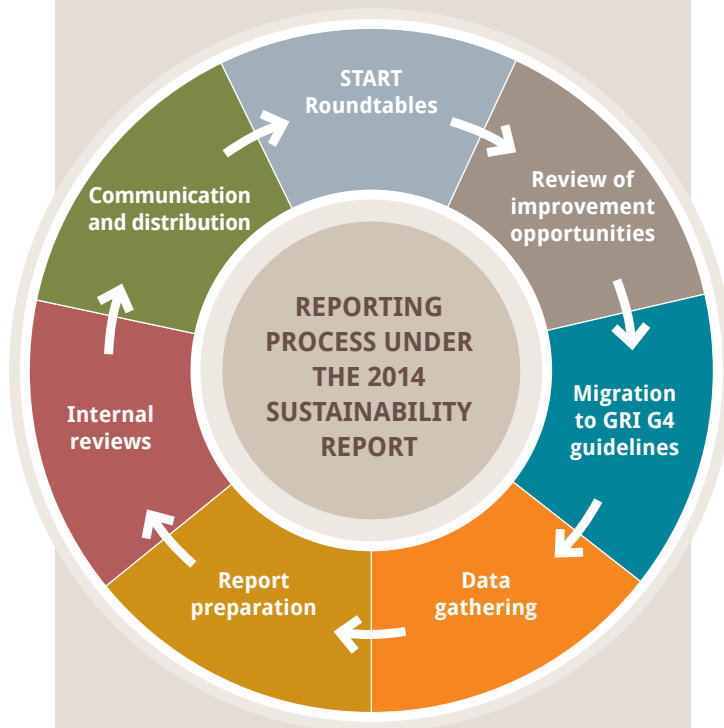 START
Roundtables
Review of
improvement
opportunities
Migration
to GRI G4
guidelines
Data
gathering
Report
preparation
Internal
reviews
Communication
and distribution
REPORTING
PROCESS UNDER
THE 2014
SUSTAINABILITY
REPORT